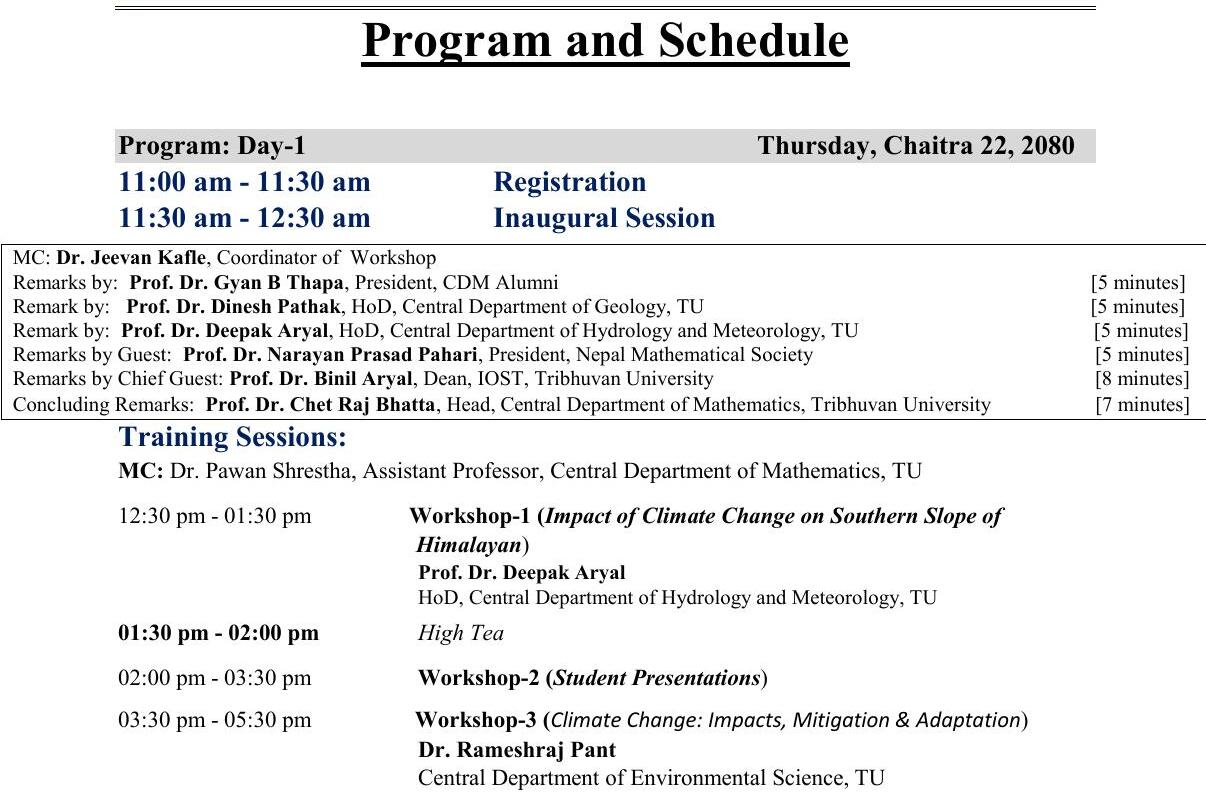 Program and Schedule
Program: Day-1 Thursday, Chaitra 22, 2080
11:00 am - 11:30 am Registration
11:30 am - 12:30 am Inaugural Session
MC: Dr. Jeevan Kafle, Coordinator of Workshop
Remarks by: Prof. Dr. Gyan B Thapa, President, CDM Alumni [5 minutes]
Remark by: Prof. Dr. Dinesh Pathak, HoD, Central Department of Geology, TU [5 minutes]
Remark by: Prof. Dr. Deepak Aryal, HoD, Central Department of Hydrology and Meteorology, TU [5 minutes]
Remarks by Guest: Prof. Dr. Narayan Prasad Pahari, President, Nepal Mathematical Society [5 minutes]
Remarks by Chief Guest: Prof. Dr. Binil Aryal, Dean, IOST, Tribhuvan University [8 minutes]
Concluding Remarks: Prof. Dr. Chet Raj Bhatta, Head, Central Department of Mathematics, Tribhuvan University [7 minutes]
Training Sessions:
MC: Dr. Pawan Shrestha, Assistant Professor, Central Department of Mathematics, TU
12:30 pm - 01:30 pm Workshop-1 (Impact of Climate Change on Southern Slope of
Himalayan)
Prof. Dr. Deepak Aryal
HoD, Central Department of Hydrology and Meteorology, TU
01:30 pm - 02:00 pm High Tea
02:00 pm - 03:30 pm Workshop-2 (Student Presentations)
03:30 pm - 05:30 pm Workshop-3 (Climate Change: Impacts, Mitigation & Adaptation)
Dr. Rameshraj Pant
Central Department of Environmental Science, TU